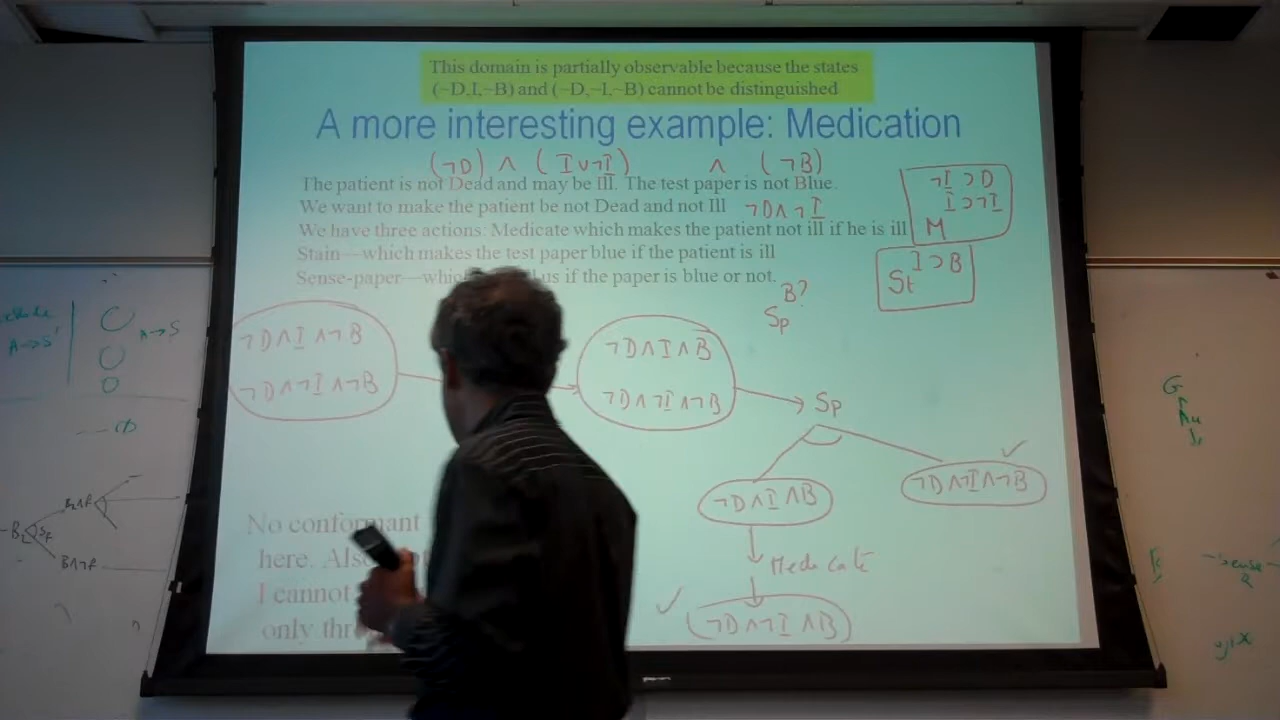 This domain is partially observable because the states
(~D,I,~B) and (~D,~I,~B) cannot be distinguished
A more interesting example: Medication
(¬D) ∧ (I∨¬I) ∧ (¬B)
The patient is not Dead and may be Ill. The test paper is not Blue.
We want to make the patient be not Dead and not Ill ¬D∧¬I
We have three actions: Medicate which makes the patient not ill if he is ill
Stain—which makes the test paper blue if the patient is ill
Sense-paper—which us if the paper is blue or not.
¬I ⊃ D
I ⊃ ¬I
M
I ⊃ B
St
B?
Sp
¬D∧I∧¬B
¬D∧¬I∧¬B
¬D∧I∧B
¬D∧¬I∧¬B
Sp
¬D∧I∧B
¬D∧¬I∧¬B
Medicate
¬D∧¬I∧B
No conformant
here.
I cannot
only
A→S'
A→S
B∧¬P
G
sense